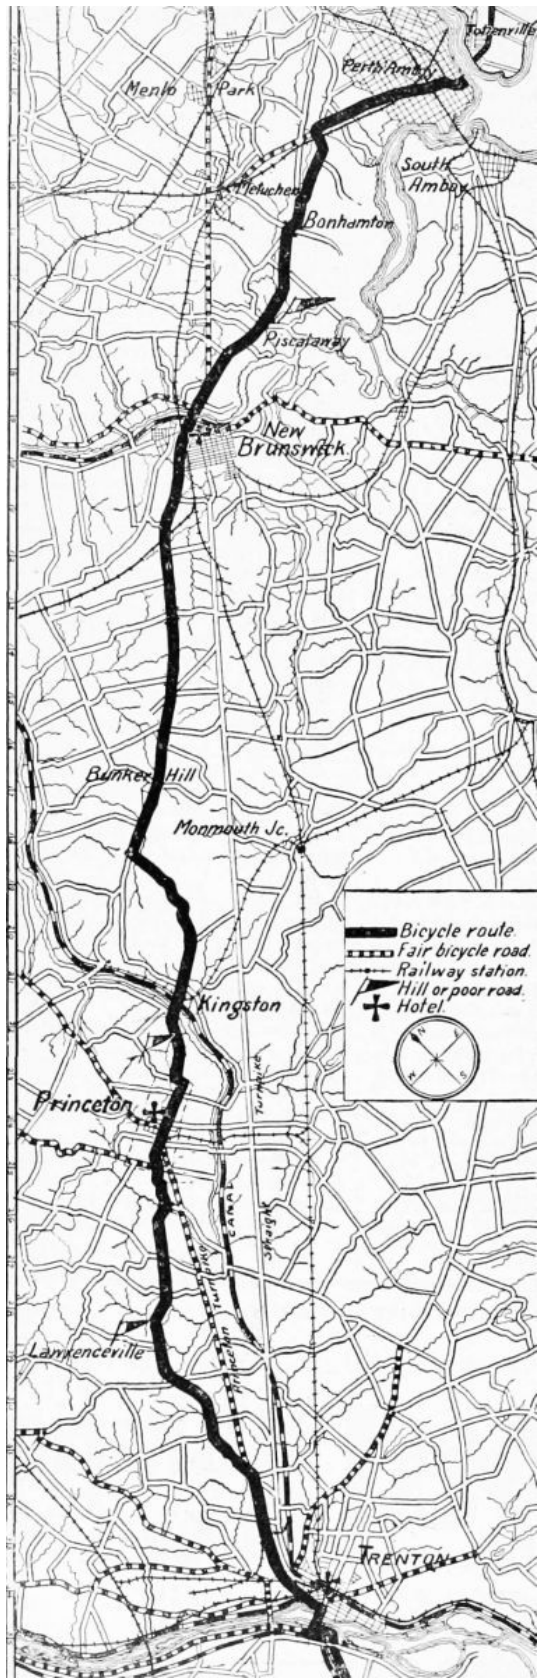 Tottenville
Perth Amboy
Menlo Park
South
Amboy
Metuchen
Bonhamton
Piscataway
New
Brunswick.
Bunker Hill
Monmouth Jc.
Bicycle route.
Fair bicycle road.
Railway station.
Hill or poor road.
Hotel.
N
E
W
S
Kingston
Turnpike
Princeton
CANAL
Straight
Turnpike
Princeton
Lawrenceville
TRENTON